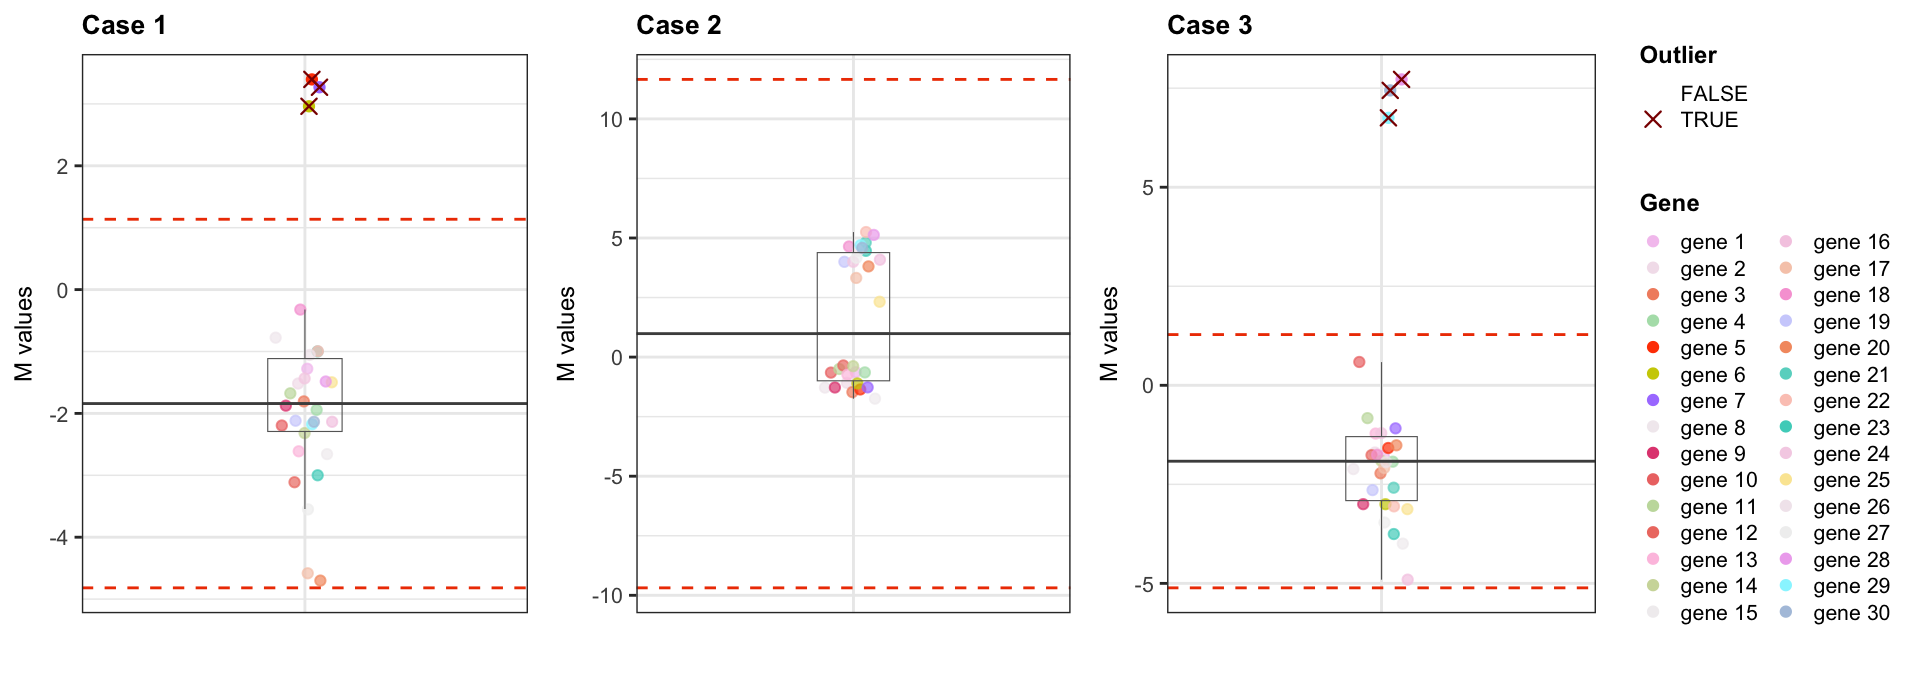 Case 1
M values
2
0
-2
-4
Case 2
M values
10
5
0
-5
-10
Case 3
M values
5
0
-5
Outlier
FALSE
TRUE
Gene
gene 1
gene 2
gene 3
gene 4
gene 5
gene 6
gene 7
gene 8
gene 9
gene 10
gene 11
gene 12
gene 13
gene 14
gene 15
gene 16
gene 17
gene 18
gene 19
gene 20
gene 21
gene 22
gene 23
gene 24
gene 25
gene 26
gene 27
gene 28
gene 29
gene 30